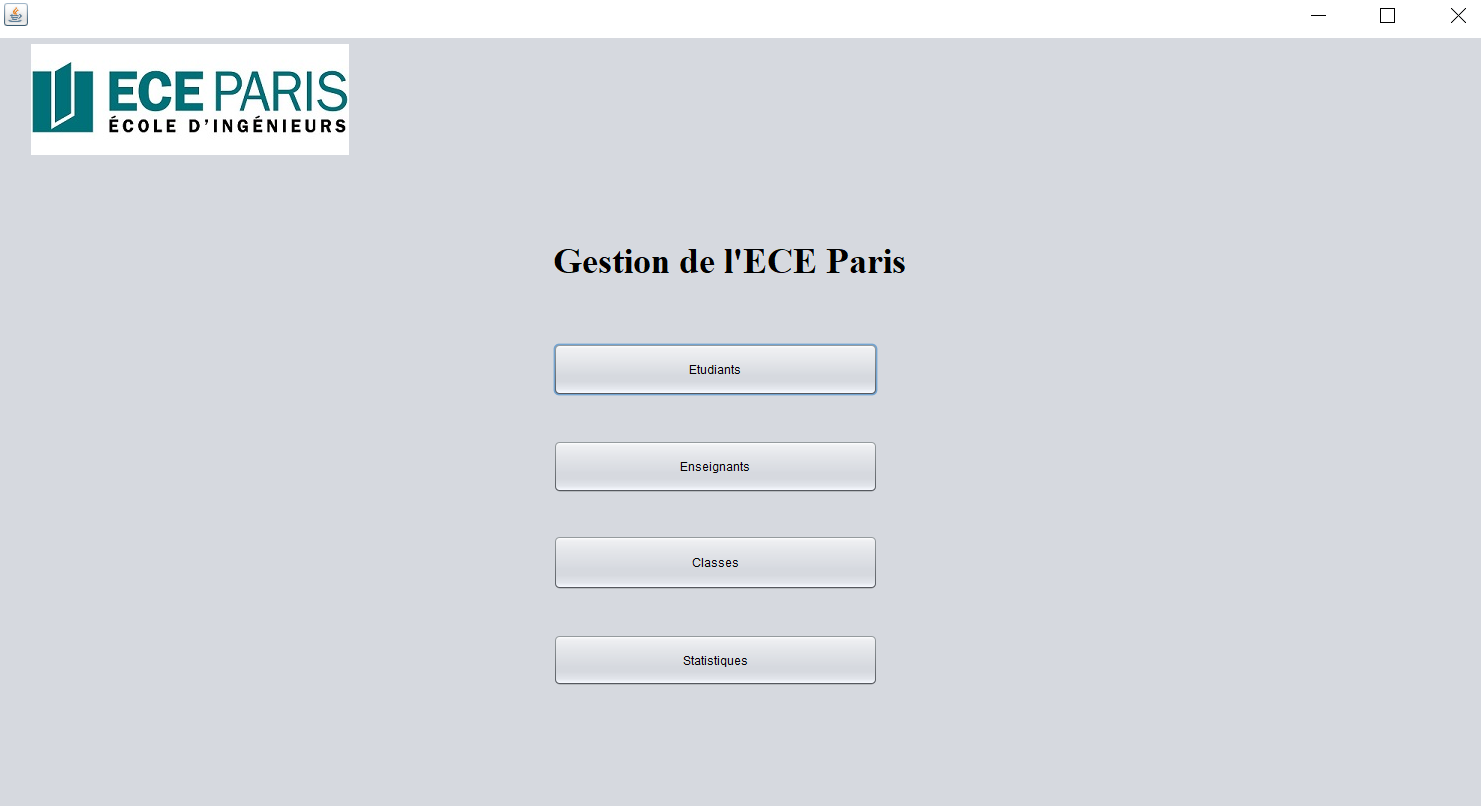 ECE PARIS
ÉCOLE D'INGÉNIEURS
Gestion de l'ECE Paris
Etudiants
Enseignants
Classes
Statistiques